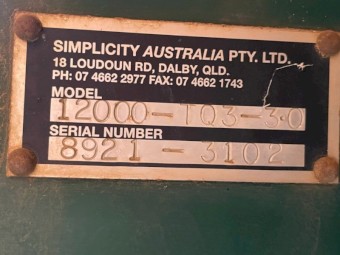 SIMPLICITY AUSTRALIA PTY. LTD.
18 LOUDOUN RD, DALBY, QLD.
PH: 07 4662 2977 FAX: 07 4662 1743
MODEL
12000-TQ3-3.0
SERIAL NUMBER
8921-3102